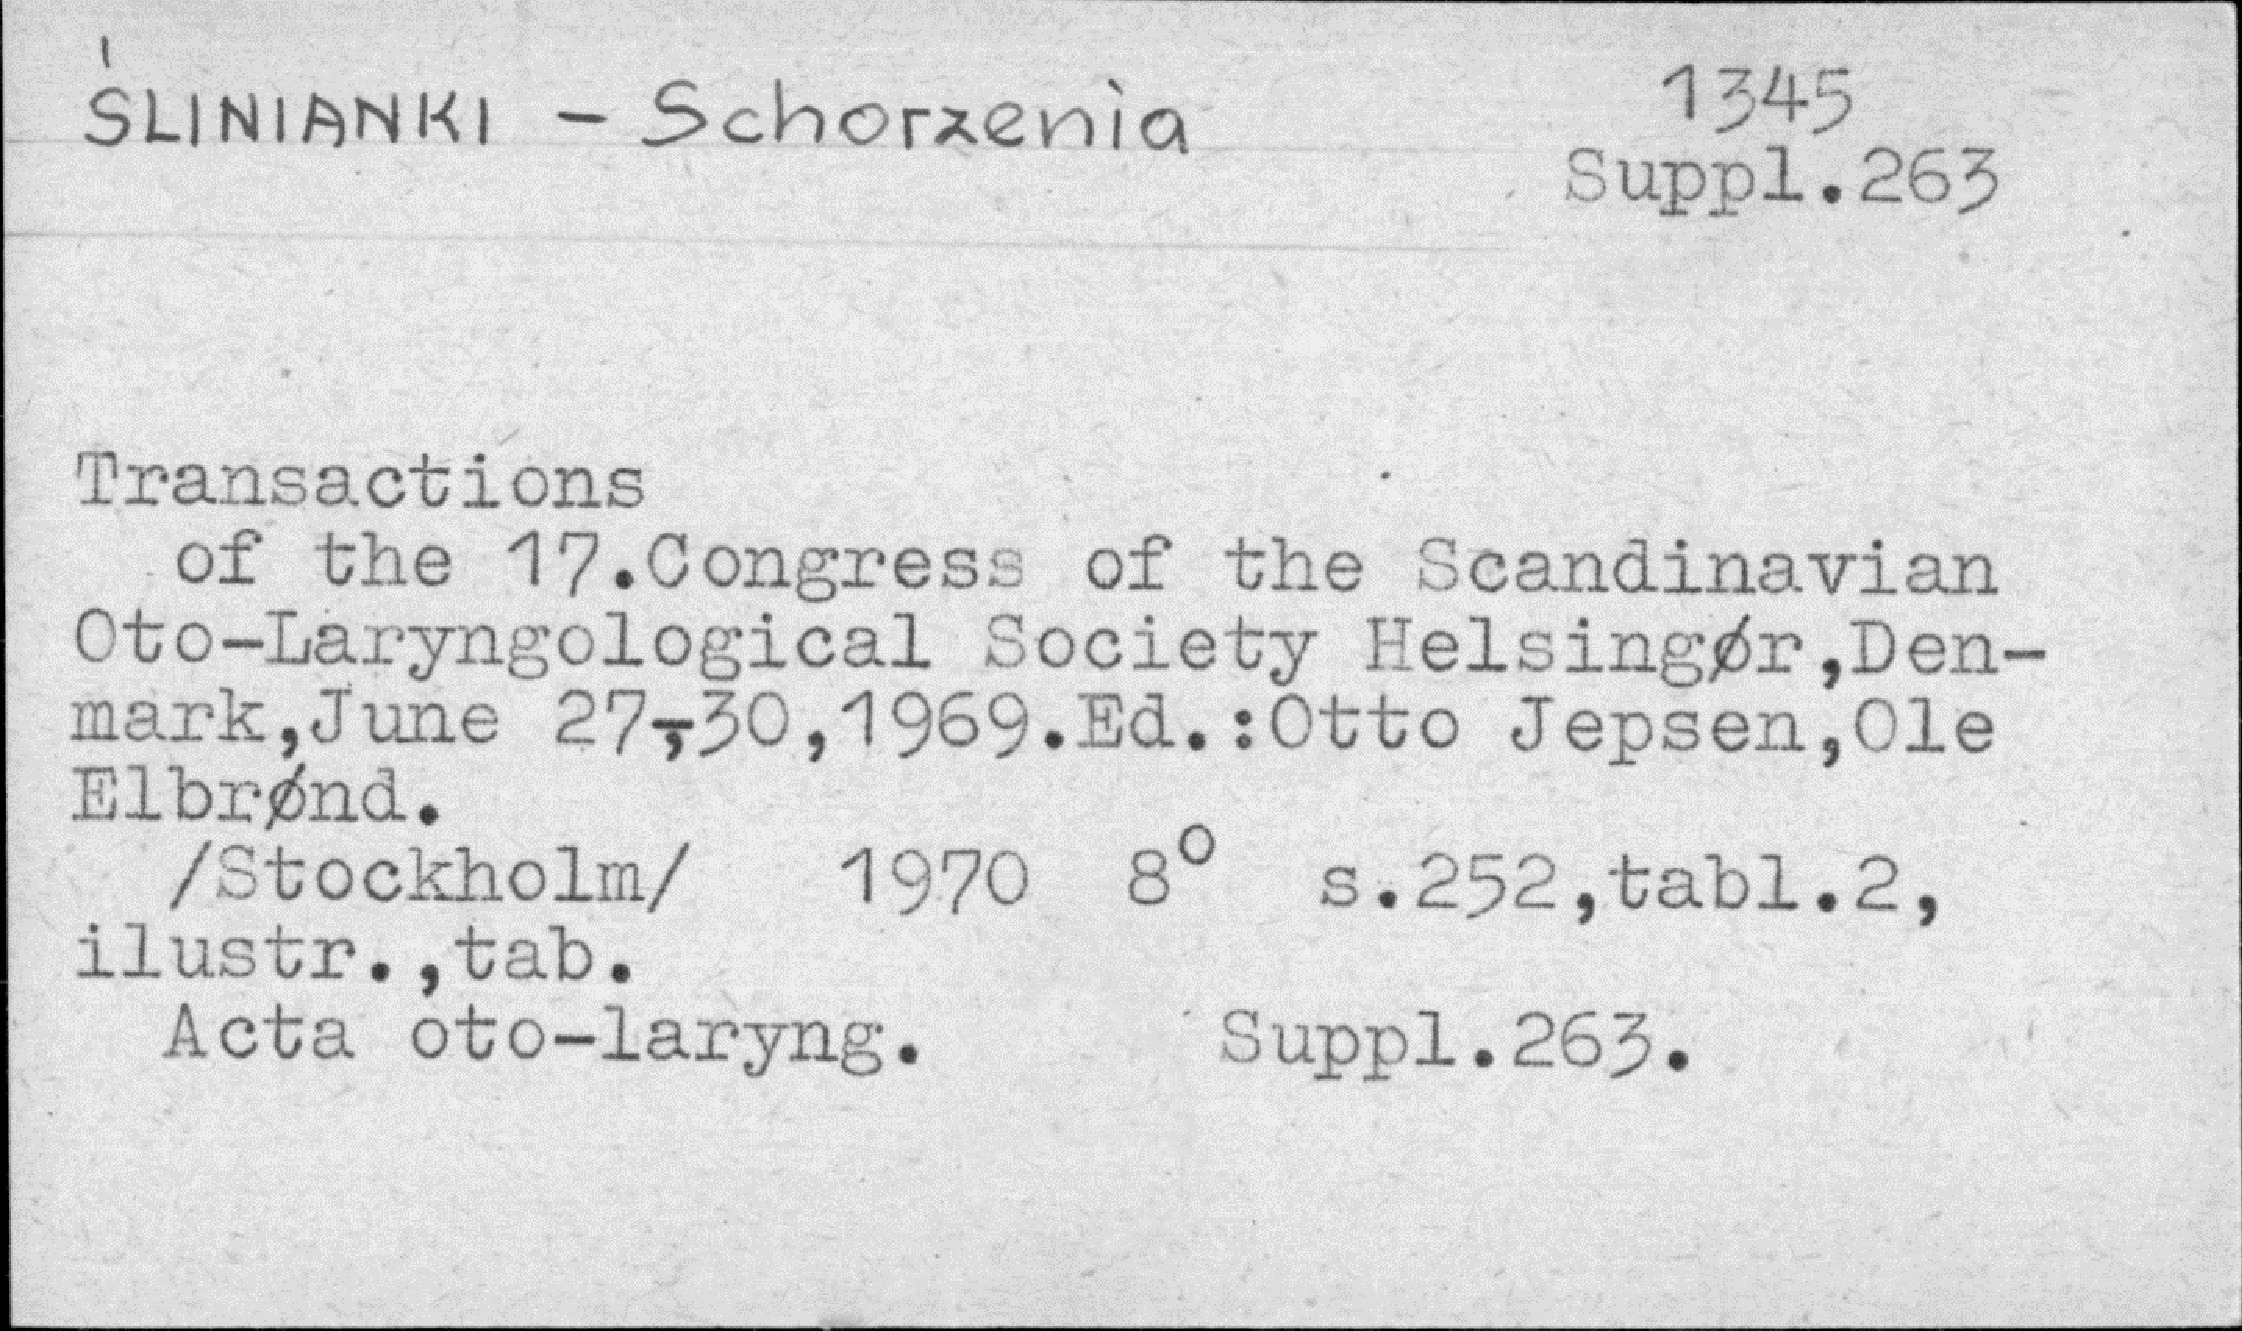 ŚLINIANKI - Schorzenia
1345
Suppl.263
Transactions
of the 17.Congress of the Scandinavian
Oto-Laryngological Society Helsingør,Den-
mark,June 27-30,1969.Ed.:Otto Jepsen,Ole
Elbrønd.
/Stockholm/ 1970 8° s.252,tabl.2,
ilustr.,tab.
Acta oto-laryng. Suppl.263.